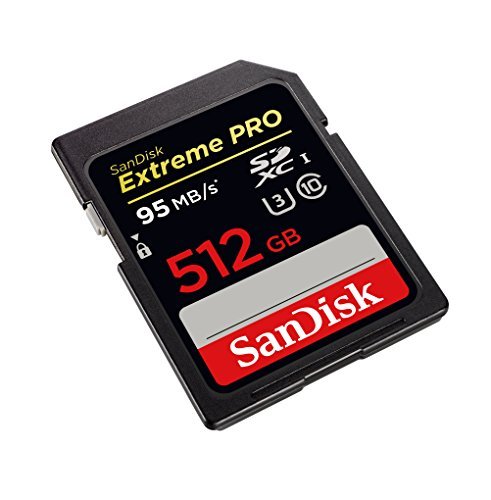 SanDisk
Extreme PRO
95 MB/s
SD XC I
U3 10
512 GB
SanDisk